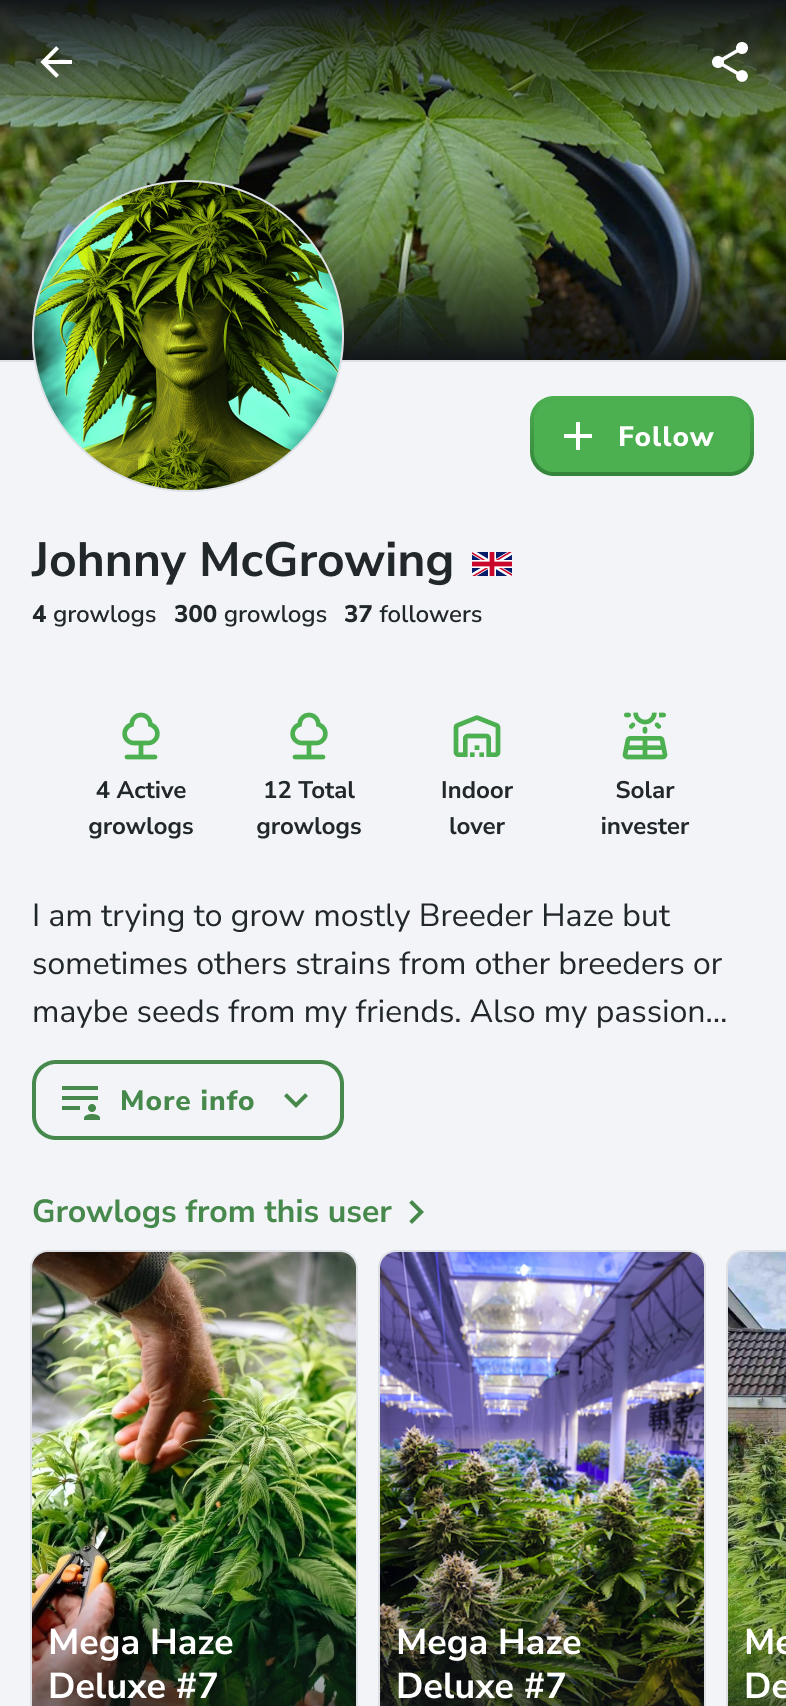 Follow
Johnny McGrowing
4 growlogs 300 growlogs 37 followers
4 Active
growlogs
12 Total
growlogs
Indoor
lover
Solar
invester
I am trying to grow mostly Breeder Haze but
sometimes others strains from other breeders or
maybe seeds from my friends. Also my passion...
More info
Growlogs from this user
Mega Haze
Deluxe #7
Mega Haze
Deluxe #7
Me
De